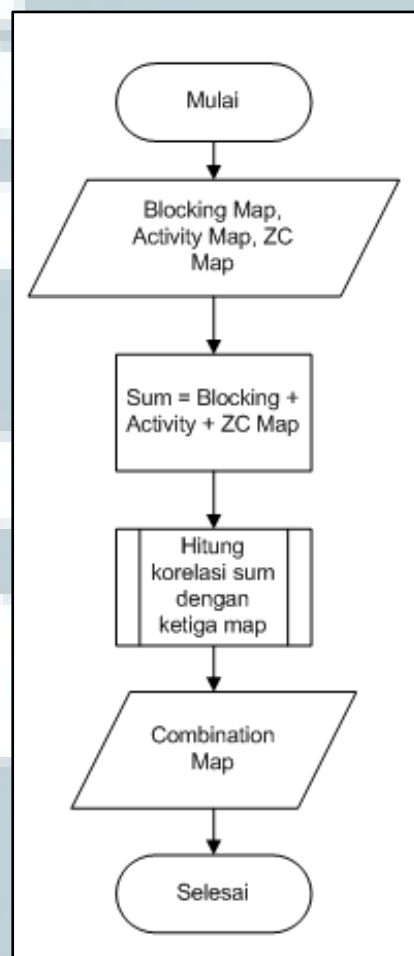 Mulai
Blocking Map,
Activity Map, ZC
Map
Sum = Blocking +
Activity + ZC Map
Hitung
korelasi sum
dengan
ketiga map
Combination
Map
Selesai